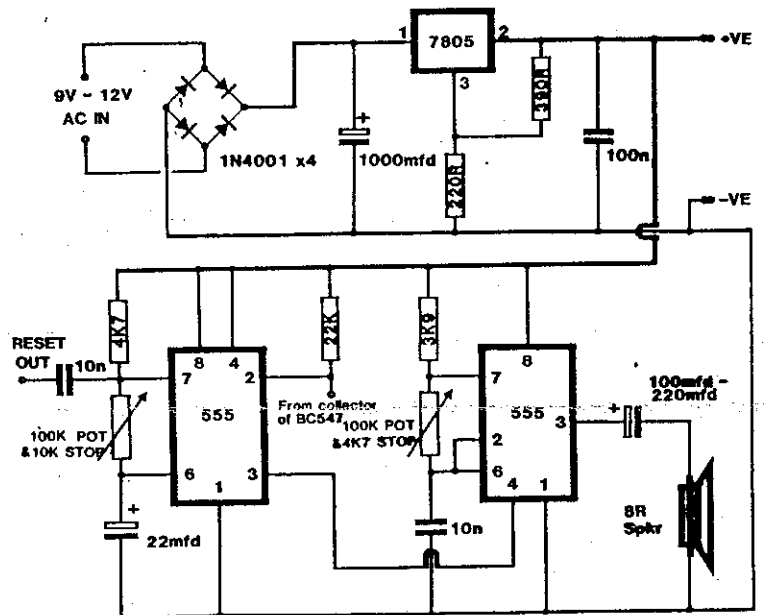 1
7805
2
3
+VE
9V - 12V
AC IN
1N4001 x4
+
1000mfd
390R
220R
100n
-VE
RESET
OUT
10n
4K7
8
4
7
2
555
6
3
1
22K
100K POT
&10K STOP
+
22mfd
From collector
of BC547
3K9
8
7
2
6
555
3
4
1
100K POT
&4K7 STOP
10n
100mfd-
220mfd
+
8R
Spkr